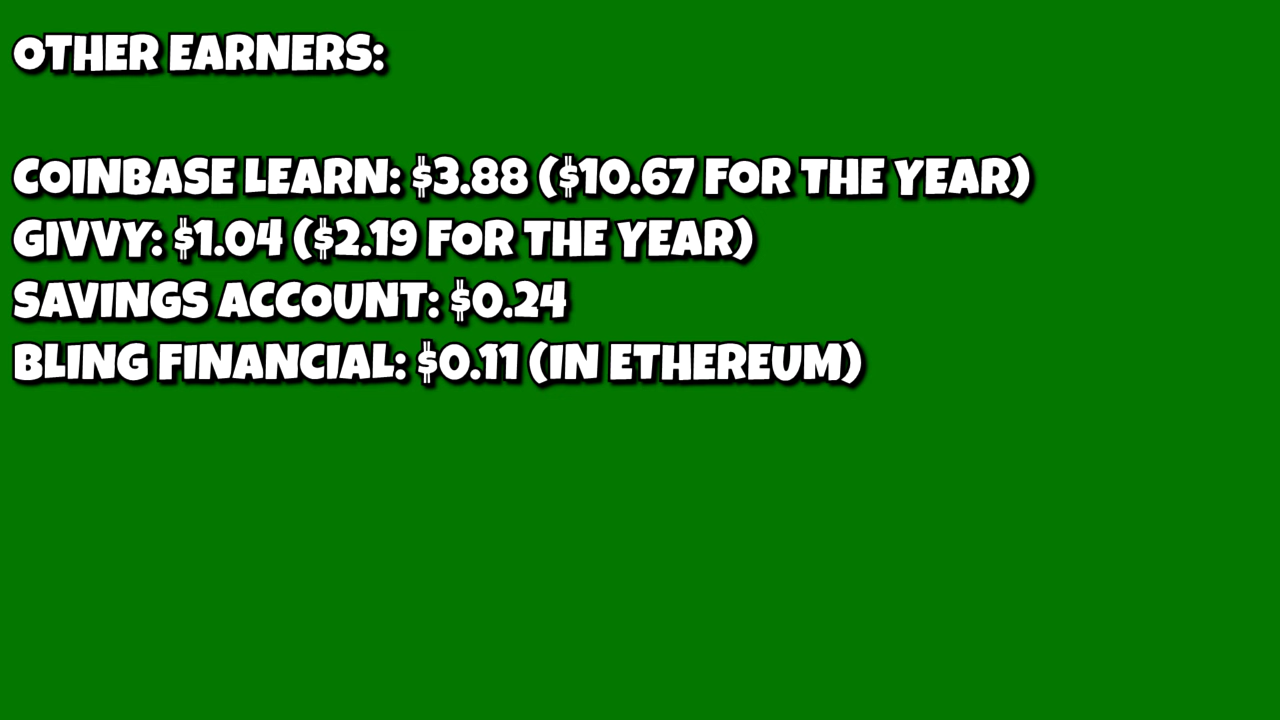 OTHER EARNERS:
COINBASE LEARN: $3.88 ($10.67 FOR THE YEAR)
GIVVY: $1.04 ($2.19 FOR THE YEAR)
SAVINGS ACCOUNT: $0.24
BLING FINANCIAL: $0.11 (IN ETHEREUM)